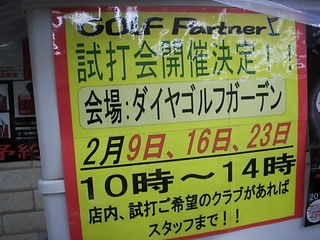 GOLF Partner
試打会開催決定!!
会場:ダイヤゴルフガーデン
2月9日、16日、23日
10時~14時
店内、試打ご希望のクラブがあれば
スタッフまで!!